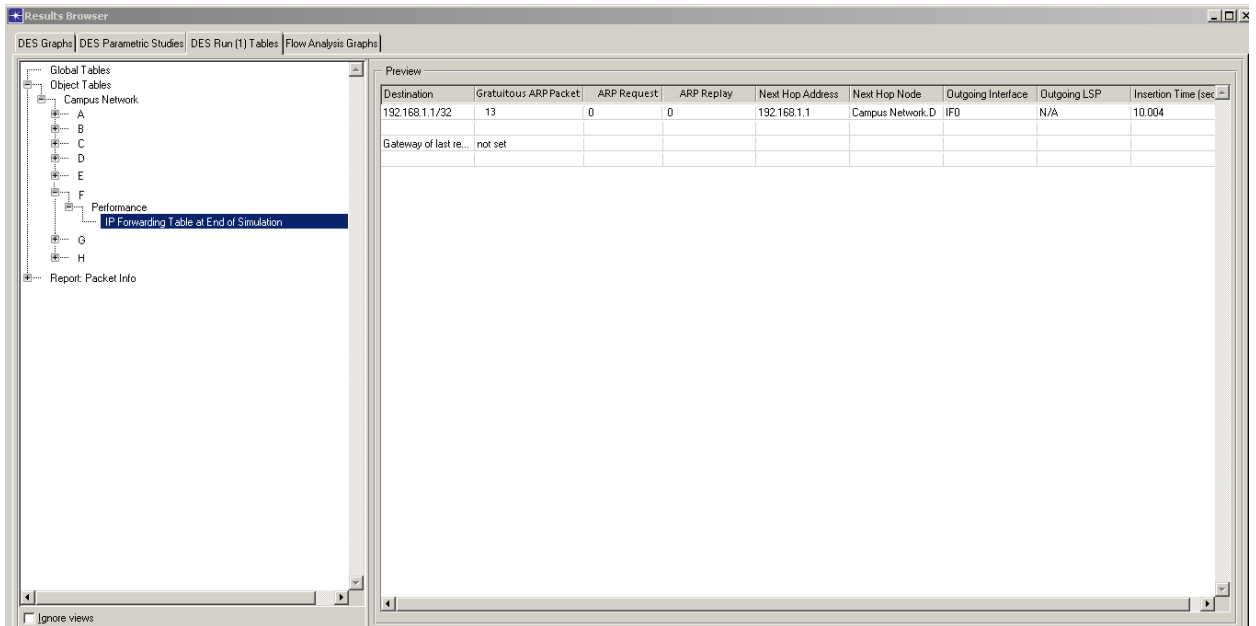 Results Browser
DES Graphs DES Parametric Studies DES Run (1) Tables Flow Analysis Graphs
Global Tables
Object Tables
Campus Network
A
B
C
D
E
F
Performance
IP Forwarding Table at End of Simulation
G
H
Report: Packet Info
Ignore views
Preview
Destination Gratuitous ARP Packet ARP Request ARP Replay Next Hop Address Next Hop Node Outgoing Interface Outgoing LSP Insertion Time (sec
192.168.1.1/32 13 0 0 192.168.1.1 Campus Network.D IF0 N/A 10.004
Gateway of last re... not set